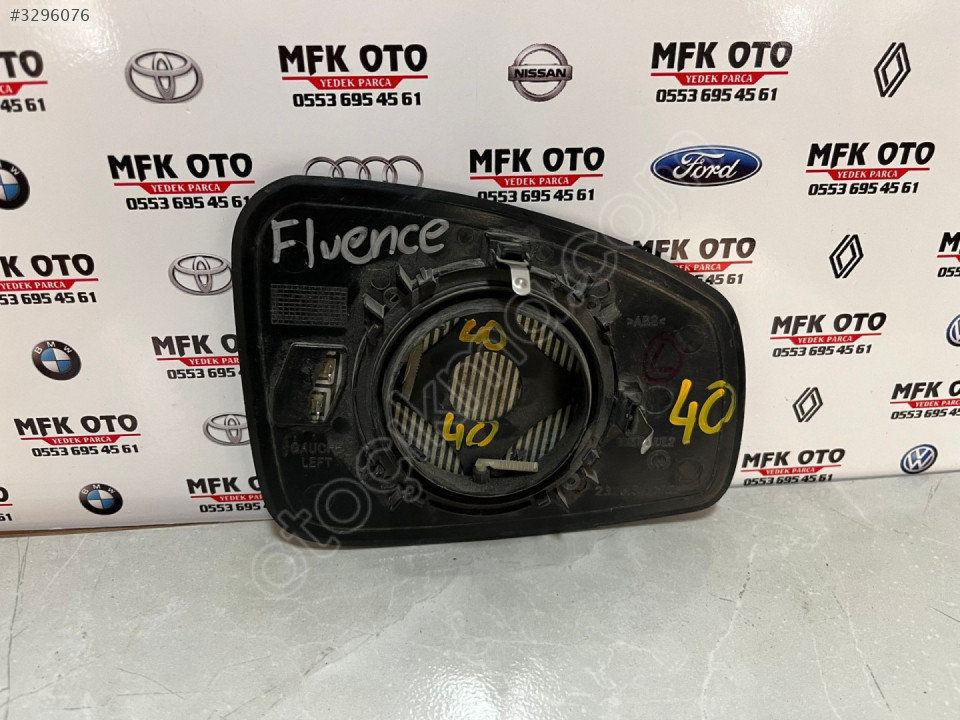 #3296076
MFK OTO
YEDEK PARÇA
0553 695 45 61
NISSAN
MFK OTO
YEDEK PARÇA
0553 695 45 61
MFK OTO
YEDEK PARÇA
0553 695 45 61
MFK OTO
YEDEK PARÇA
Ford
MFK OTO
YEDEK PARÇA
0553 695 45 61
BMW
MFK OTO
YEDEK PARÇA
0553 695 45 61
MFK OTO
YEDEK PARÇA
Fluence
>ABS<
BMW
MFK OTO
YEDEK PARÇA
0553 695 45 61
MFK OTO
YEDEK PARÇA
0553 695 45 61
40
40
40
GAUCHE
LEFT
MFK OTO
YEDEK PARÇA
0553 695 45 61
MFK OTO
YEDEK PARÇA
0553 695 45 61
BMW
MFK OTO
YEDEK PARÇA
0553 695 45 61
otocikma.com